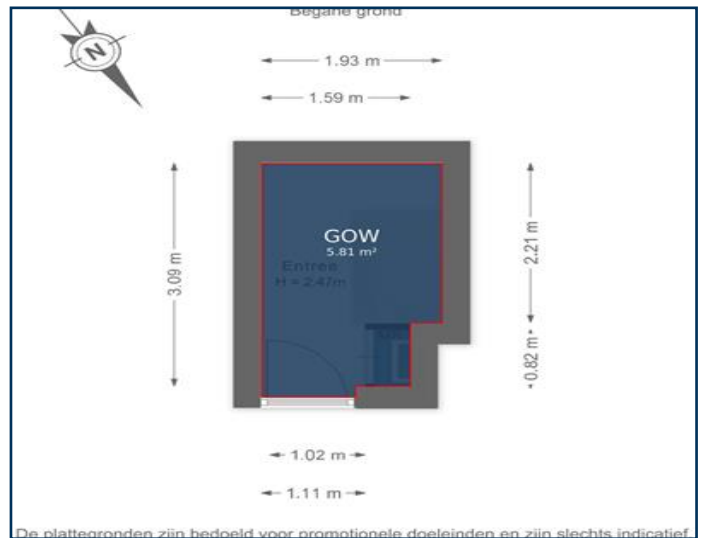 Begane grond
N
1.93 m
1.59 m
GOW
5.81 m²
Entree
H = 2.47m
3.09 m
2.21 m
0.82 m
1.02 m
1.11 m
De plattegronden zijn bedoeld voor promotionele doeleinden en zijn slechts indicatief.